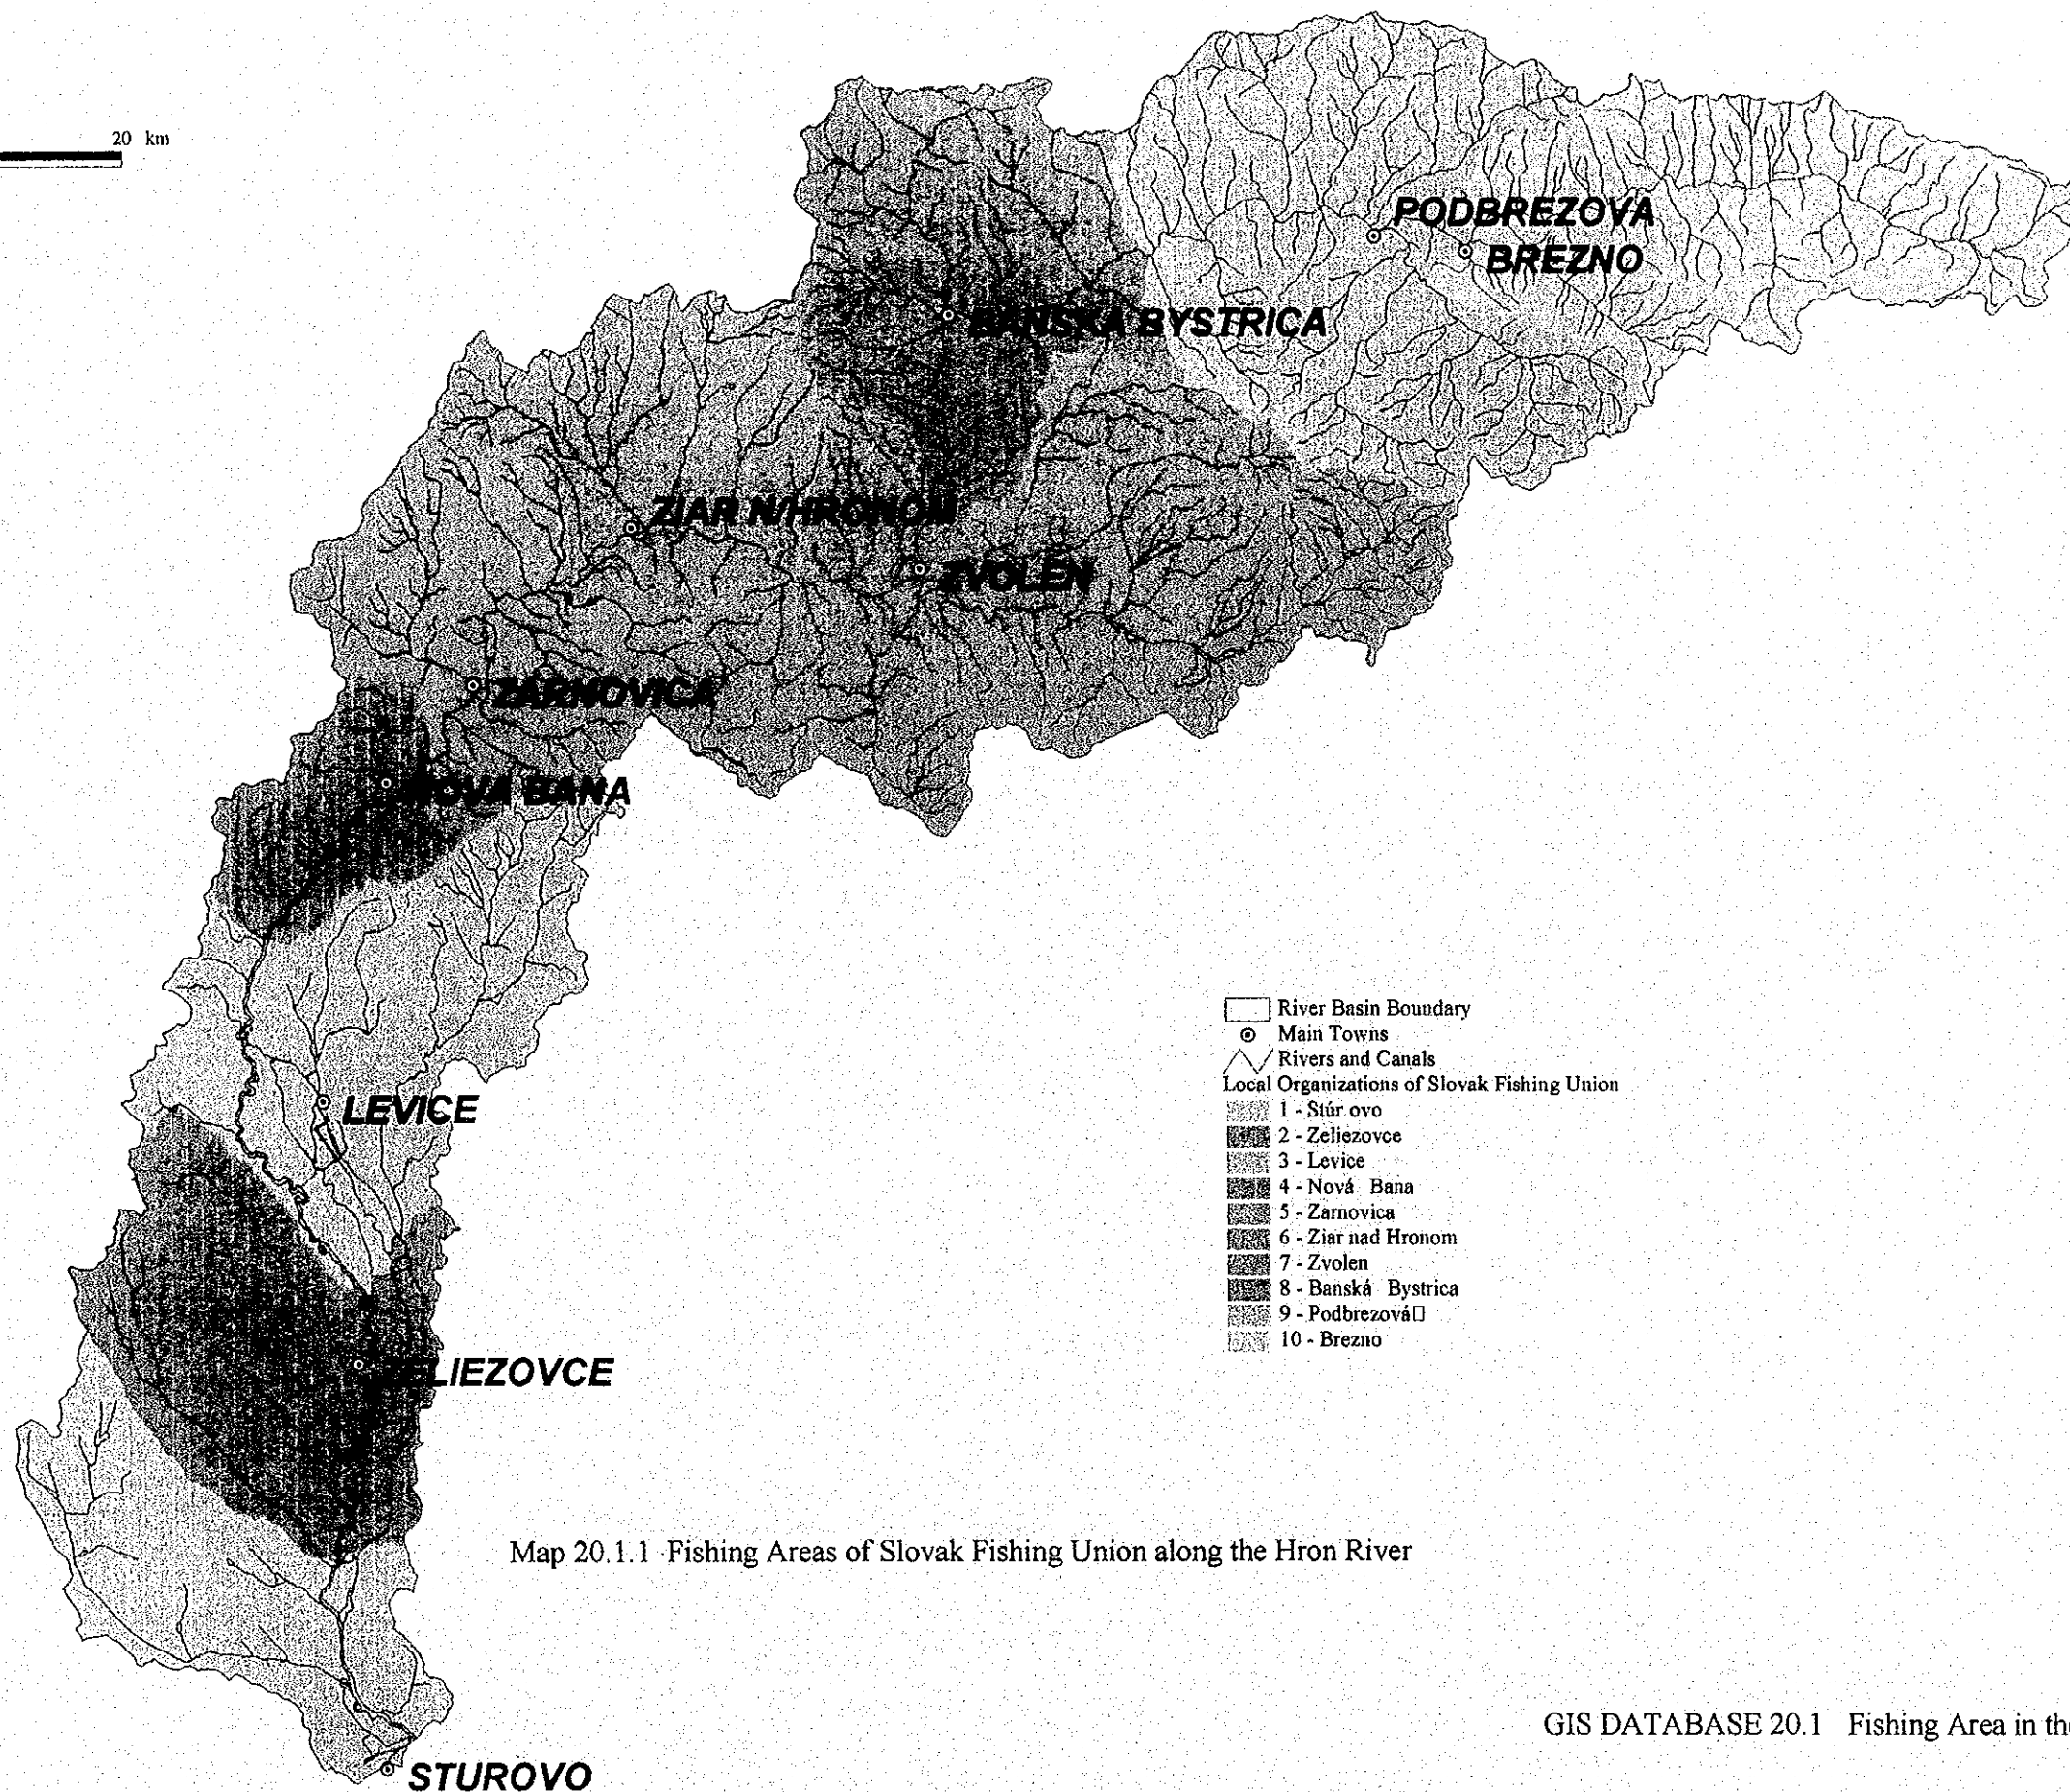 20 km
PODBREZOVA
BREZNO
BANSKA BYSTRICA
ZIAR N/HRONOM
ZVOLEN
ZARNOVICA
NOVA BANA
LEVICE
ZELIEZOVCE
STUROVO
River Basin Boundary
Main Towns
Rivers and Canals
Local Organizations of Slovak Fishing Union
1 - Stúr ovo
2 - Zeliezovce
3 - Levice
4 - Nová Bana
5 - Zarnovica
6 - Ziar nad Hronom
7 - Zvolen
8 - Banská Bystrica
9 - Podbrezová□
10 - Brezno
Map 20.1.1 Fishing Areas of Slovak Fishing Union along the Hron River
GIS DATABASE 20.1 Fishing Area in the